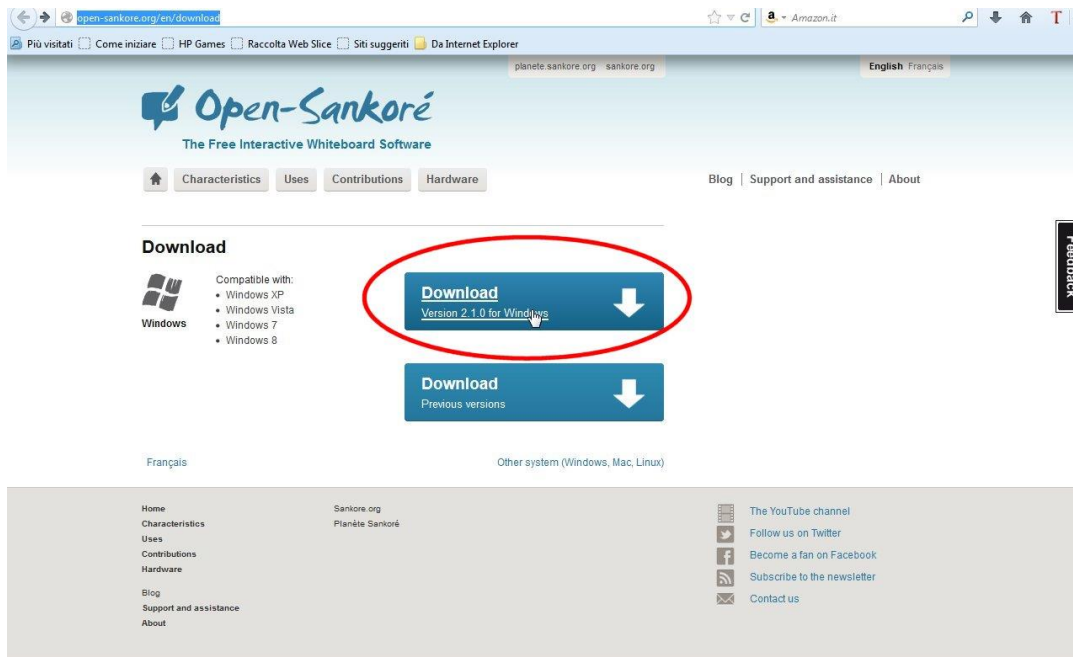 open-sankore.org/en/download
a. Amazon.it
T
Più visitati Come iniziare HP Games Raccolta Web Slice Siti suggeriti Da Internet Explorer
planete.sankore.org sankore.org
English Français
Open-Sankoré
The Free Interactive Whiteboard Software
Characteristics Uses Contributions Hardware
Blog | Support and assistance | About
Feedback
Download
Windows
Compatible with:
• Windows XP
• Windows Vista
• Windows 7
• Windows 8
Download
Version 2.1.0 for Windows
Download
Previous versions
Français
Other system (Windows, Mac, Linux)
Home
Characteristics
Uses
Contributions
Hardware
Blog
Support and assistance
About
Sankore.org
Planète Sankoré
The YouTube channel
Follow us on Twitter
Become a fan on Facebook
Subscribe to the newsletter
Contact us